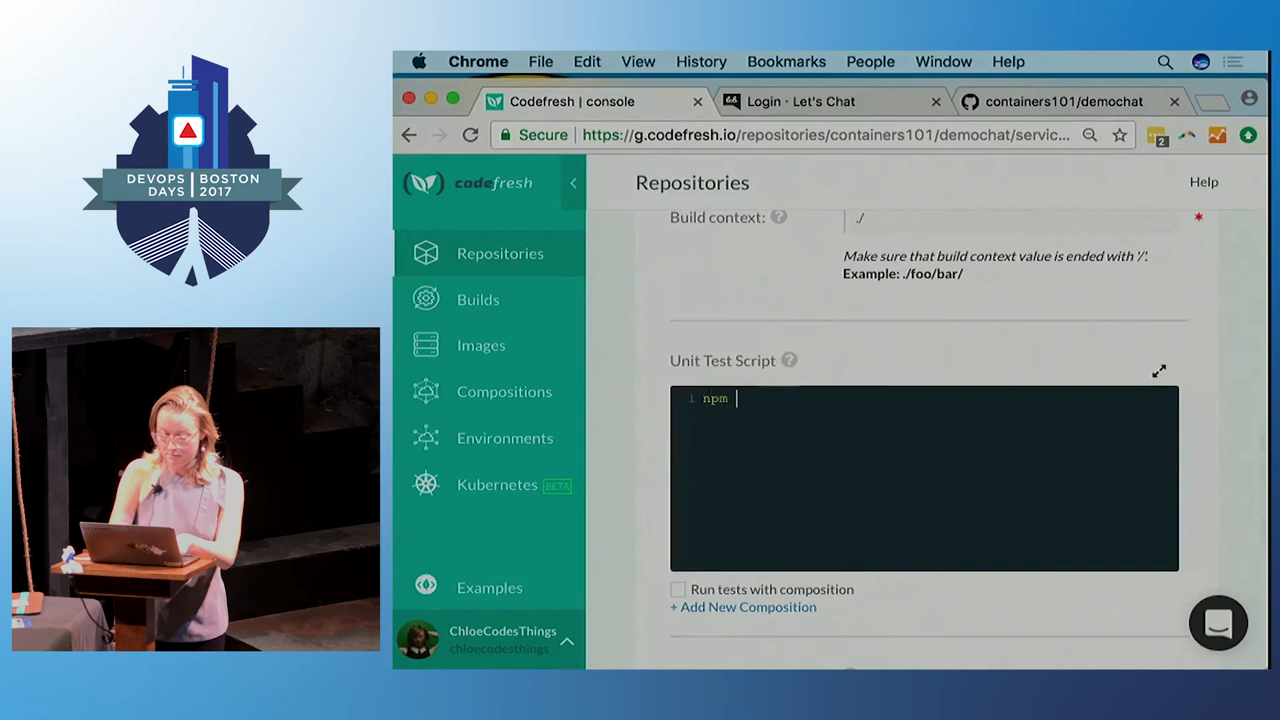 DEVOPS BOSTON
DAYS 2017
Chrome File Edit View History Bookmarks People Window Help
Codefresh | console
Login · Let's Chat
containers101/demochat
Secure https://g.codefresh.io/repositories/containers101/demochat/servic...
2
codefresh
Repositories
Help
Build context: ?
./
*
Make sure that build context value is ended with '/'.
Example: ./foo/bar/
Repositories
Builds
Images
Compositions
Environments
Kubernetes BETA
Examples
ChloeCodesThings
chloecodesthings
Unit Test Script ?
1 npm
Run tests with composition
+ Add New Composition